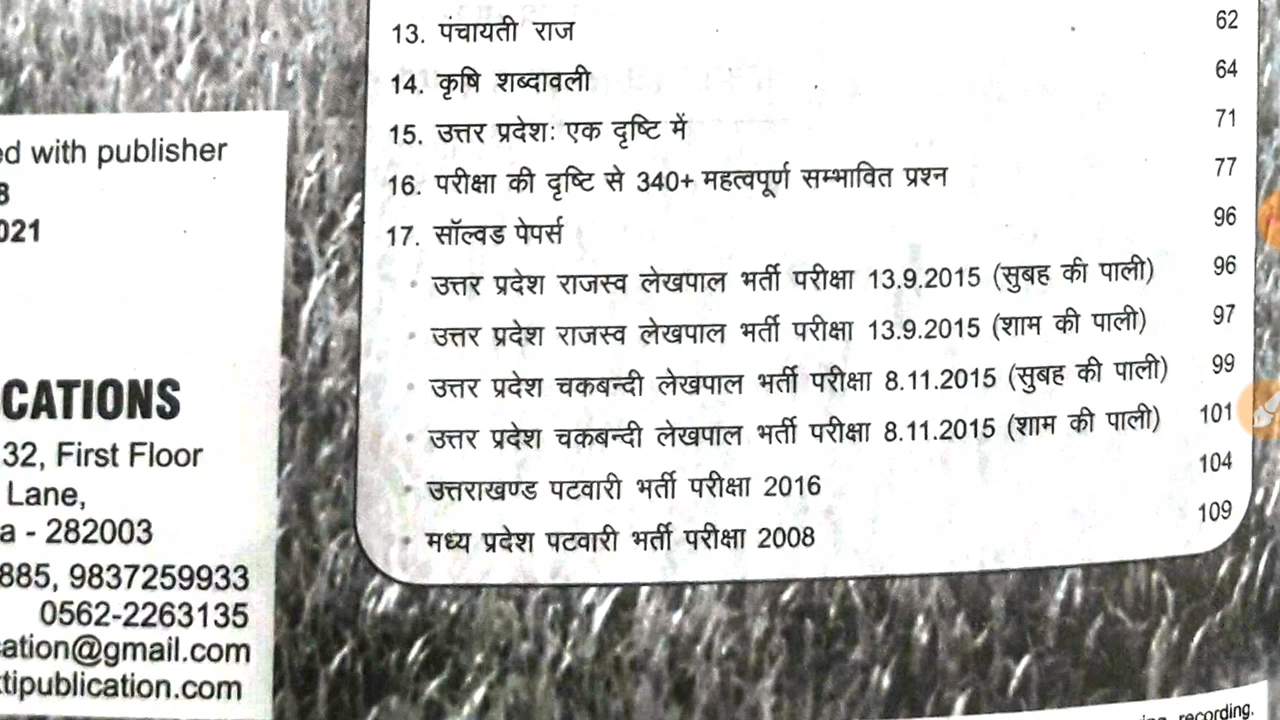 13. पंचायती राज 62
14. कृषि शब्दावली 64
15. उत्तर प्रदेश: एक दृष्टि में 71
16. परीक्षा की दृष्टि से 340+ महत्वपूर्ण सम्भावित प्रश्न 77
17. सॉल्वड पेपर्स 96
• उत्तर प्रदेश राजस्व लेखपाल भर्ती परीक्षा 13.9.2015 (सुबह की पाली) 96
• उत्तर प्रदेश राजस्व लेखपाल भर्ती परीक्षा 13.9.2015 (शाम की पाली) 97
• उत्तर प्रदेश चकबन्दी लेखपाल भर्ती परीक्षा 8.11.2015 (सुबह की पाली) 99
• उत्तर प्रदेश चकबन्दी लेखपाल भर्ती परीक्षा 8.11.2015 (शाम की पाली) 101
• उत्तराखण्ड पटवारी भर्ती परीक्षा 2016 104
• मध्य प्रदेश पटवारी भर्ती परीक्षा 2008 109
ed with publisher
8
021
CATIONS
32, First Floor
Lane,
a - 282003
885, 9837259933
0562-2263135
ation@gmail.com
tipublication.com
recording.